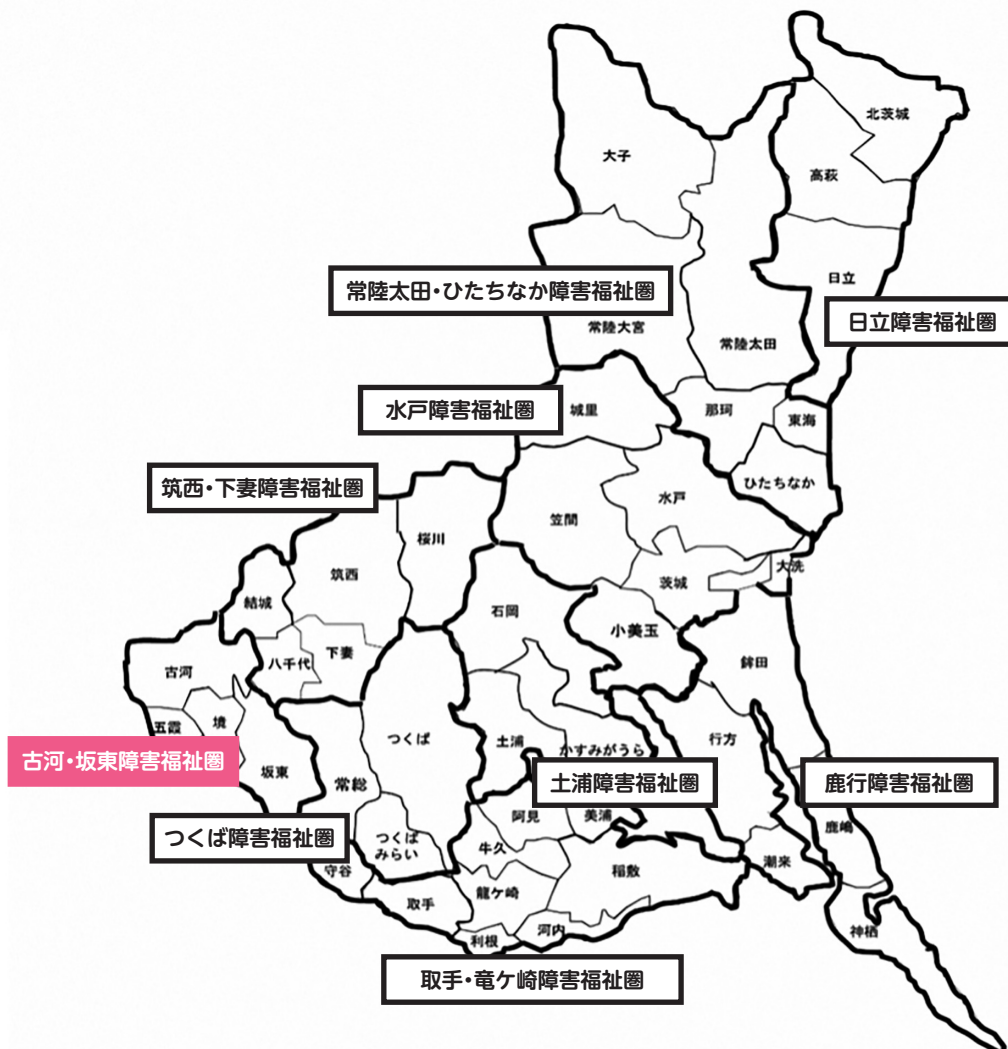 北茨城
大子
高萩
常陸太田・ひたちなか障害福祉圏
日立
日立障害福祉圏
常陸大宮
常陸太田
水戸障害福祉圏
城里
那珂
東海
筑西・下妻障害福祉圏
ひたちなか
水戸
笠間
桜川
大洗
筑西
茨城
結城
石岡
小美玉
八千代
下妻
鉾田
古河
五霞
境
つくば
土浦
かすみがうら
行方
古河・坂東障害福祉圏
坂東
常総
土浦障害福祉圏
鹿行障害福祉圏
つくば障害福祉圏
つくば
みらい
阿見
美浦
鹿嶋
牛久
守谷
稲敷
潮来
取手
龍ケ崎
利根
河内
神栖
取手・竜ケ崎障害福祉圏